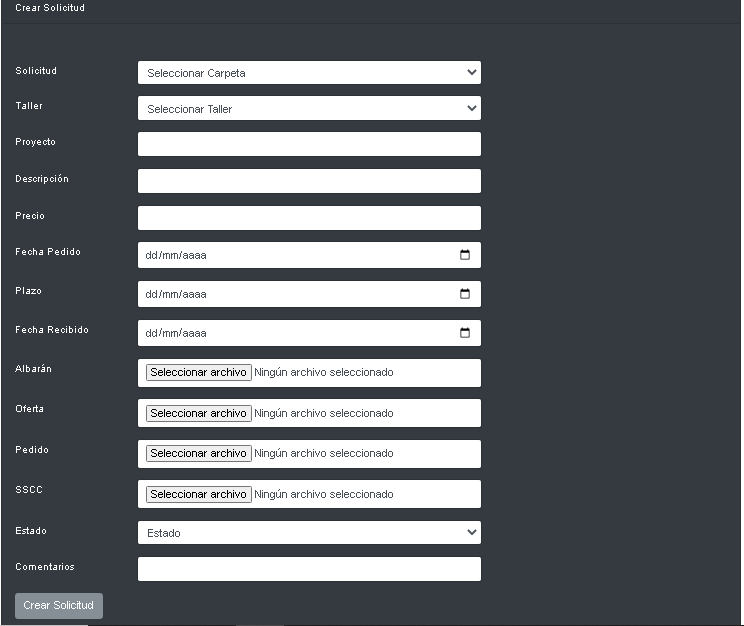 Crear Solicitud
Solicitud Seleccionar Carpeta
Taller Seleccionar Taller
Proyecto
Descripción
Precio
Fecha Pedido dd/mm/aaaa
Plazo dd/mm/aaaa
Fecha Recibido dd/mm/aaaa
Albarán Seleccionar archivo Ningún archivo seleccionado
Oferta Seleccionar archivo Ningún archivo seleccionado
Pedido Seleccionar archivo Ningún archivo seleccionado
SSCC Seleccionar archivo Ningún archivo seleccionado
Estado Estado
Comentarios
Crear Solicitud